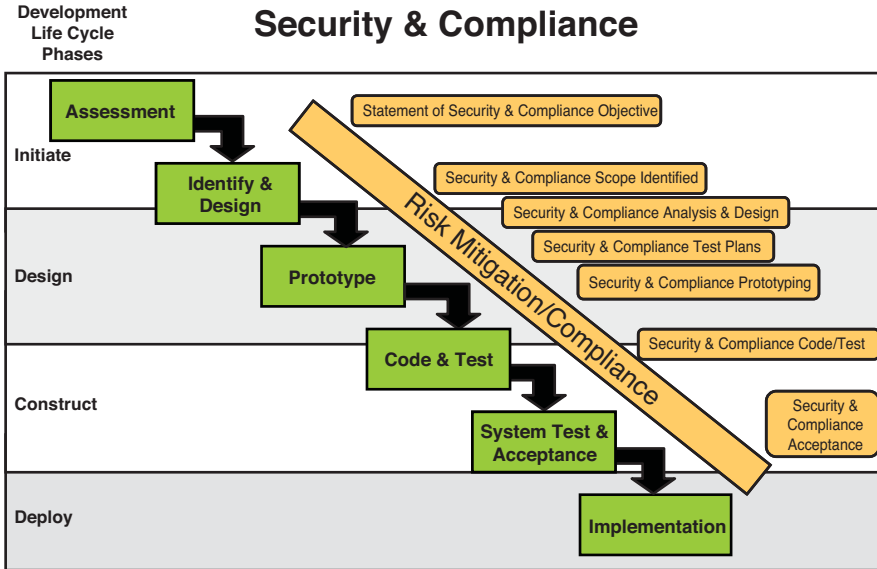 Development
Life Cycle
Phases
Security & Compliance
Assessment
Statement of Security & Compliance Objective
Initiate
Identify &
Design
Security & Compliance Scope Identified
Risk Mitigation/Compliance
Security & Compliance Analysis & Design
Security & Compliance Test Plans
Design
Prototype
Security & Compliance Prototyping
Code & Test
Security & Compliance Code/Test
Construct
System Test &
Acceptance
Security &
Compliance
Acceptance
Deploy
Implementation